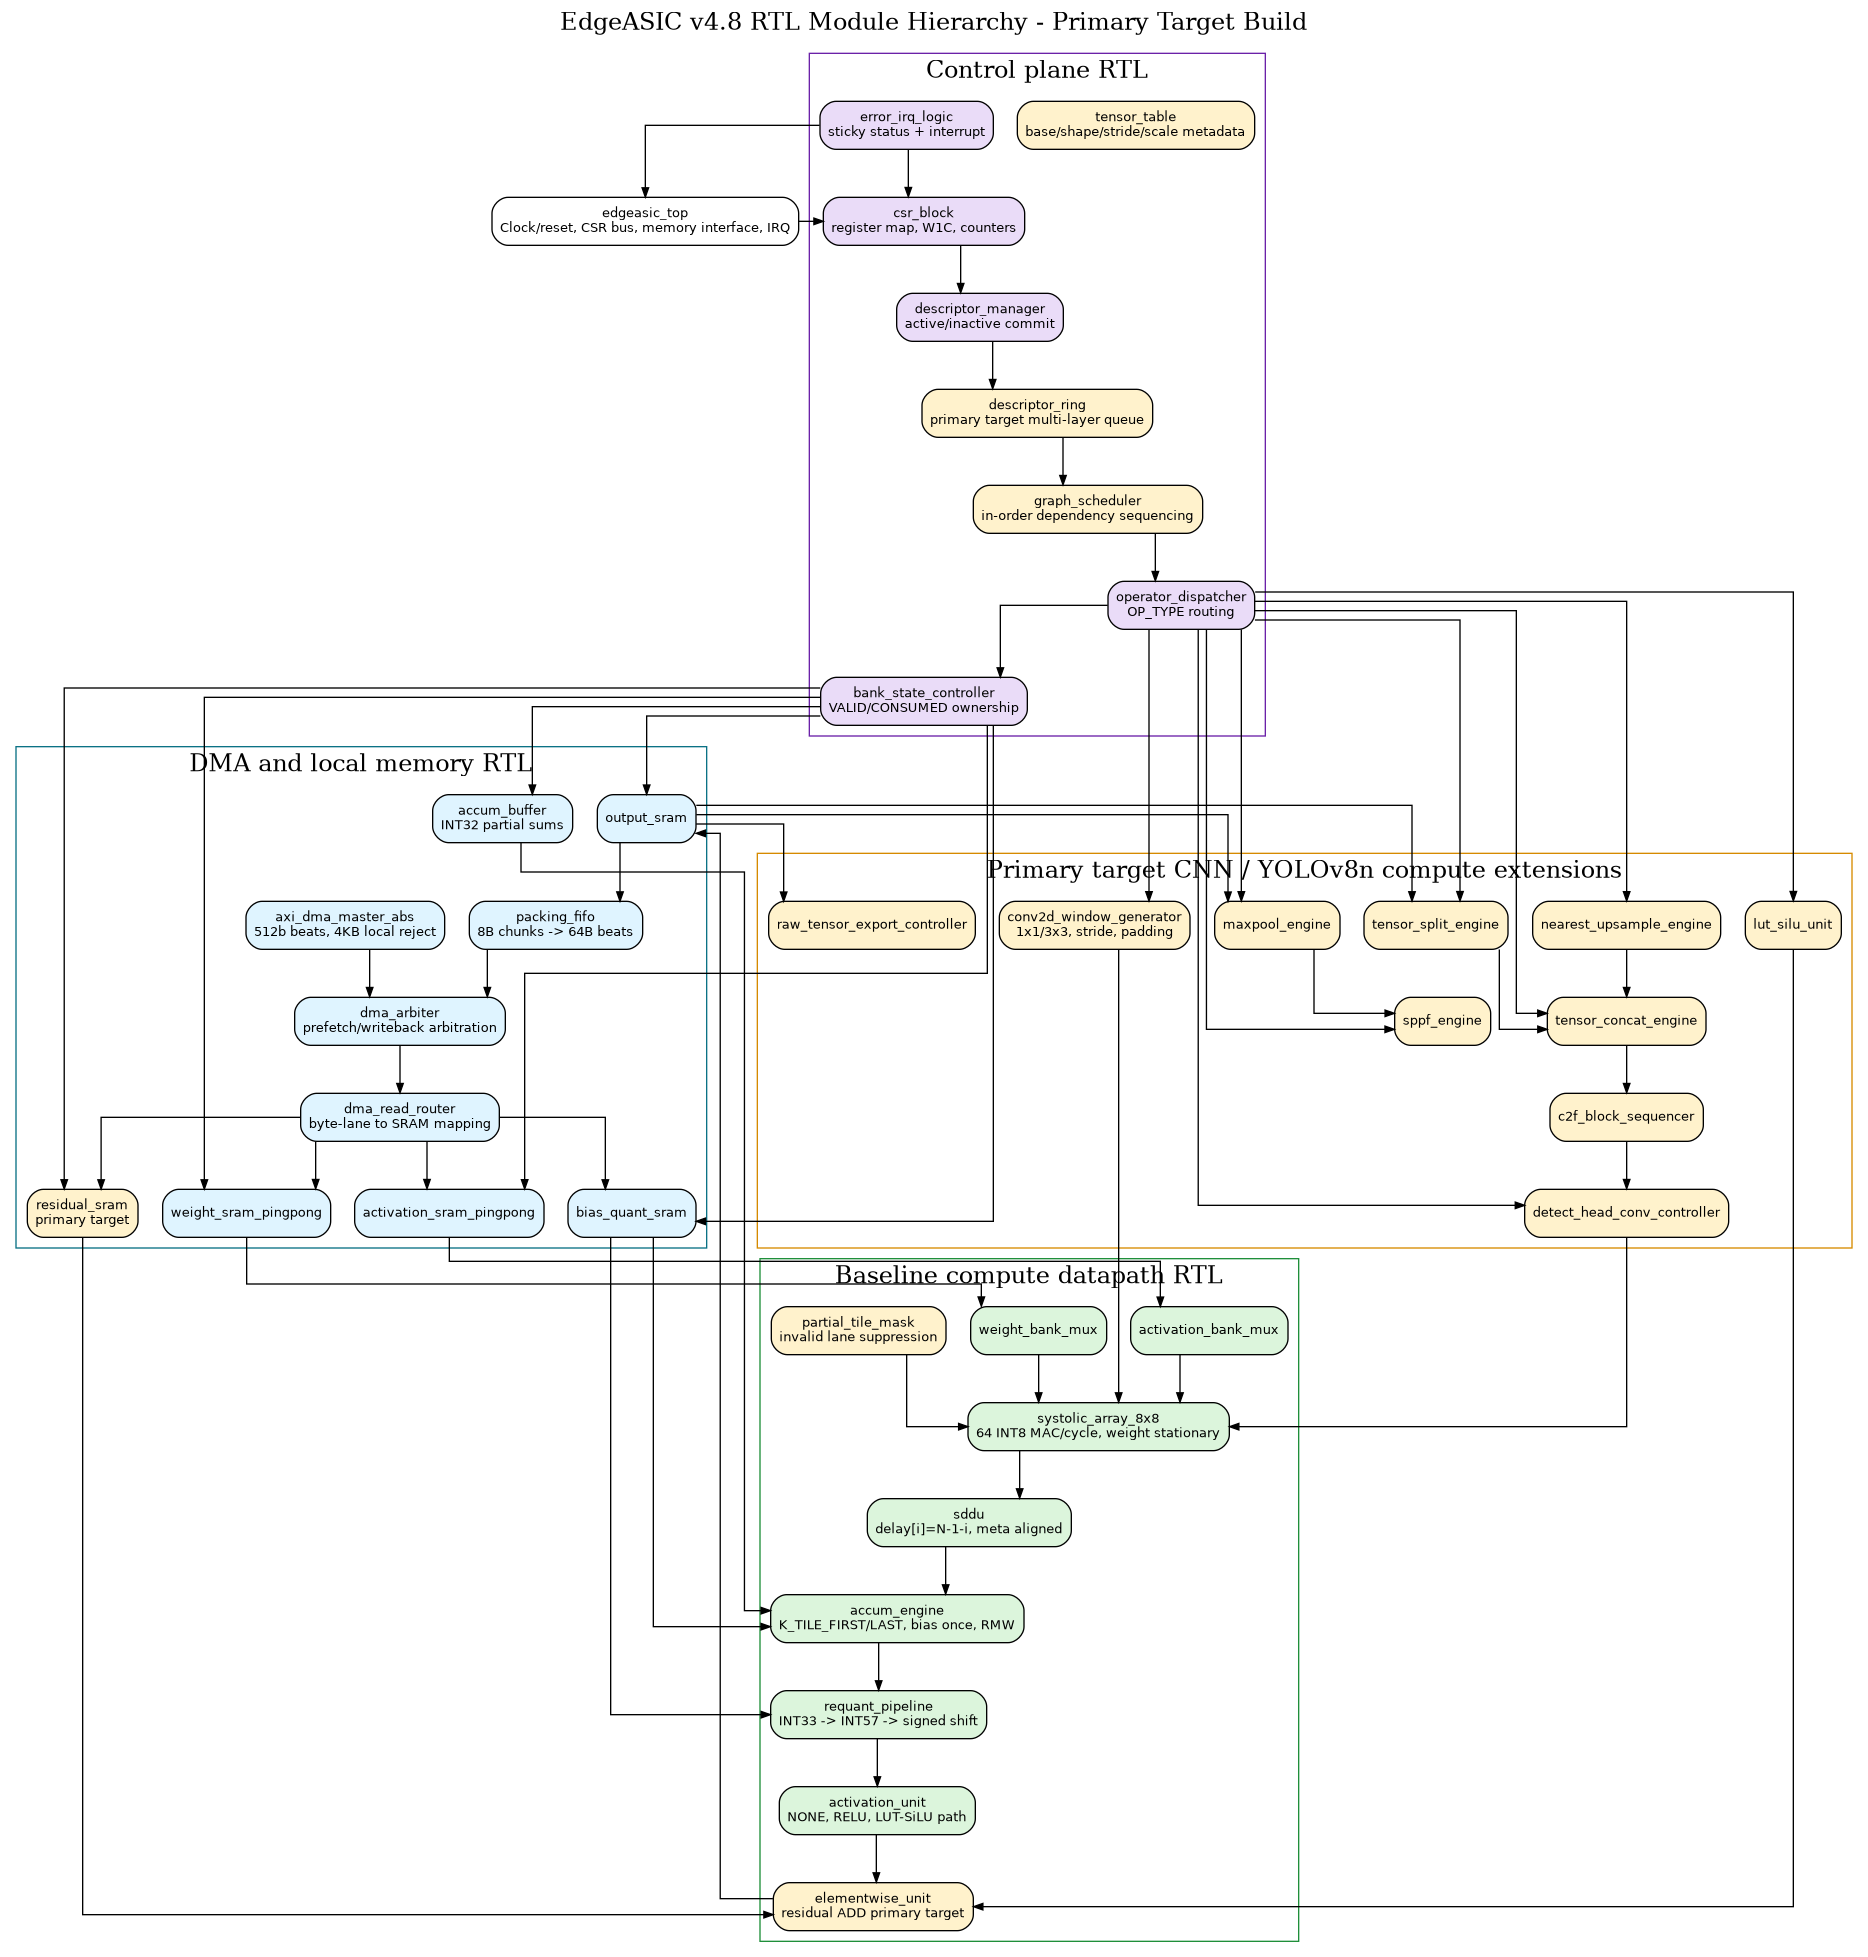 EdgeASIC v4.8 RTL Module Hierarchy - Primary Target Build
Control plane RTL
error_irq_logic
sticky status + interrupt
tensor_table
base/shape/stride/scale metadata
edgeasic_top
Clock/reset, CSR bus, memory interface, IRQ
csr_block
register map, W1C, counters
descriptor_manager
active/inactive commit
descriptor_ring
primary target multi-layer queue
graph_scheduler
in-order dependency sequencing
operator_dispatcher
OP_TYPE routing
bank_state_controller
VALID/CONSUMED ownership
DMA and local memory RTL
accum_buffer
INT32 partial sums
output_sram
axi_dma_master_abs
512b beats, 4KB local reject
packing_fifo
8B chunks -> 64B beats
dma_arbiter
prefetch/writeback arbitration
dma_read_router
byte-lane to SRAM mapping
residual_sram
primary target
weight_sram_pingpong
activation_sram_pingpong
bias_quant_sram
Primary target CNN / YOLOv8n compute extensions
raw_tensor_export_controller
conv2d_window_generator
1x1/3x3, stride, padding
maxpool_engine
tensor_split_engine
nearest_upsample_engine
lut_silu_unit
sppf_engine
tensor_concat_engine
c2f_block_sequencer
detect_head_conv_controller
Baseline compute datapath RTL
partial_tile_mask
invalid lane suppression
weight_bank_mux
activation_bank_mux
systolic_array_8x8
64 INT8 MAC/cycle, weight stationary
sddu
delay[i]=N-1-i, meta aligned
accum_engine
K_TILE_FIRST/LAST, bias once, RMW
requant_pipeline
INT33 -> INT57 -> signed shift
activation_unit
NONE, RELU, LUT-SiLU path
elementwise_unit
residual ADD primary target